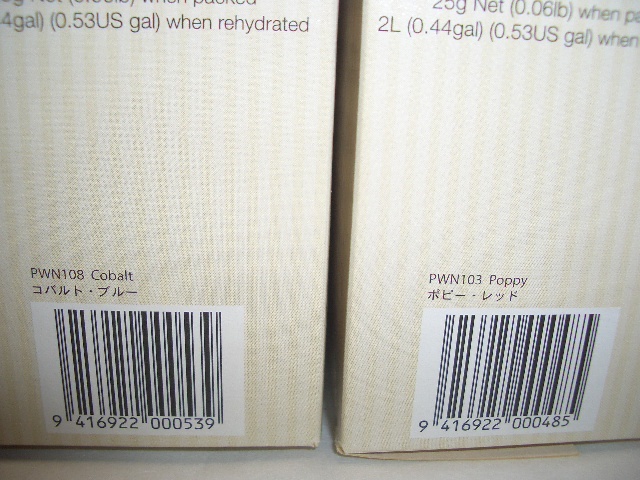 when packed
4gal) (0.53US gal) when rehydrated
PWN108 Cobalt
コバルト・ブルー
9 416922 000539
25g Net (0.06lb) when
2L (0.44gal) (0.53US gal) when
PWN103 Poppy
ポピー・レッド
9 416922 000485